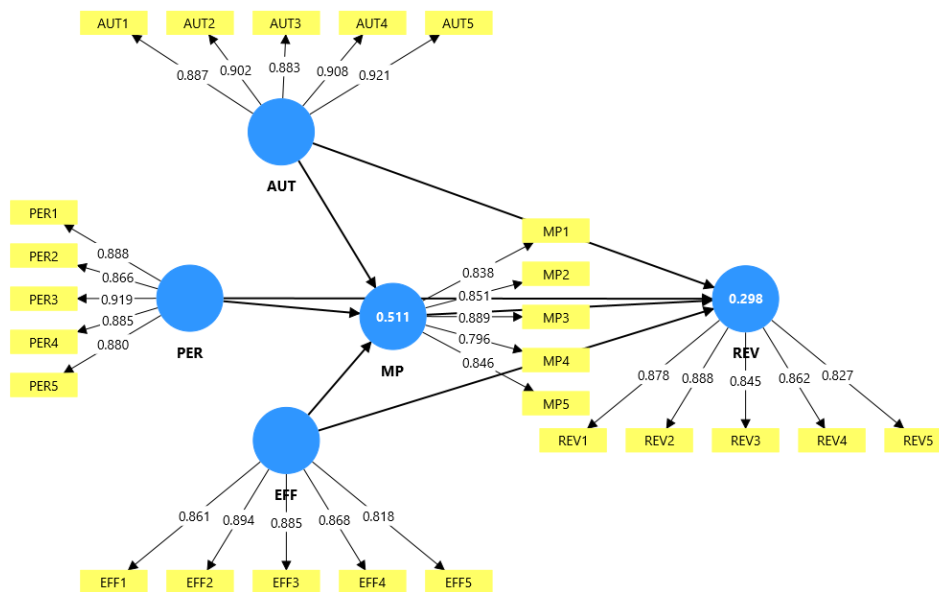 AUT1 AUT2 AUT3 AUT4 AUT5
0.887 0.902 0.883 0.908 0.921
AUT
PER1
PER2
PER3
PER4
PER5
0.888
0.866
0.919
0.885
0.880
PER
0.511
MP
0.838
0.851
0.889
0.796
0.846
MP1
MP2
MP3
MP4
MP5
0.298
REV
0.878 0.888 0.845 0.862 0.827
REV1 REV2 REV3 REV4 REV5
EFF
0.861 0.894 0.885 0.868 0.818
EFF1 EFF2 EFF3 EFF4 EFF5